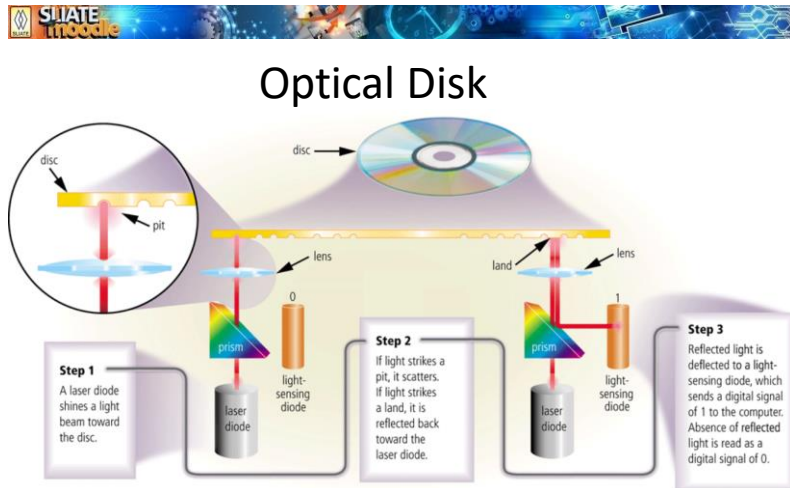 SLIATE
SLIATE
moodle
Optical Disk
disc
pit
disc
lens
land
lens
0
prism
light-
sensing
diode
laser
diode
1
prism
light-
sensing
diode
laser
diode
Step 1
A laser diode
shines a light
beam toward
the disc.
Step 2
If light strikes a
pit, it scatters.
If light strikes
a land, it is
reflected back
toward the
laser diode.
Step 3
Reflected light is
deflected to a light-
sensing diode, which
sends a digital signal
of 1 to the computer.
Absence of reflected
light is read as a
digital signal of 0.